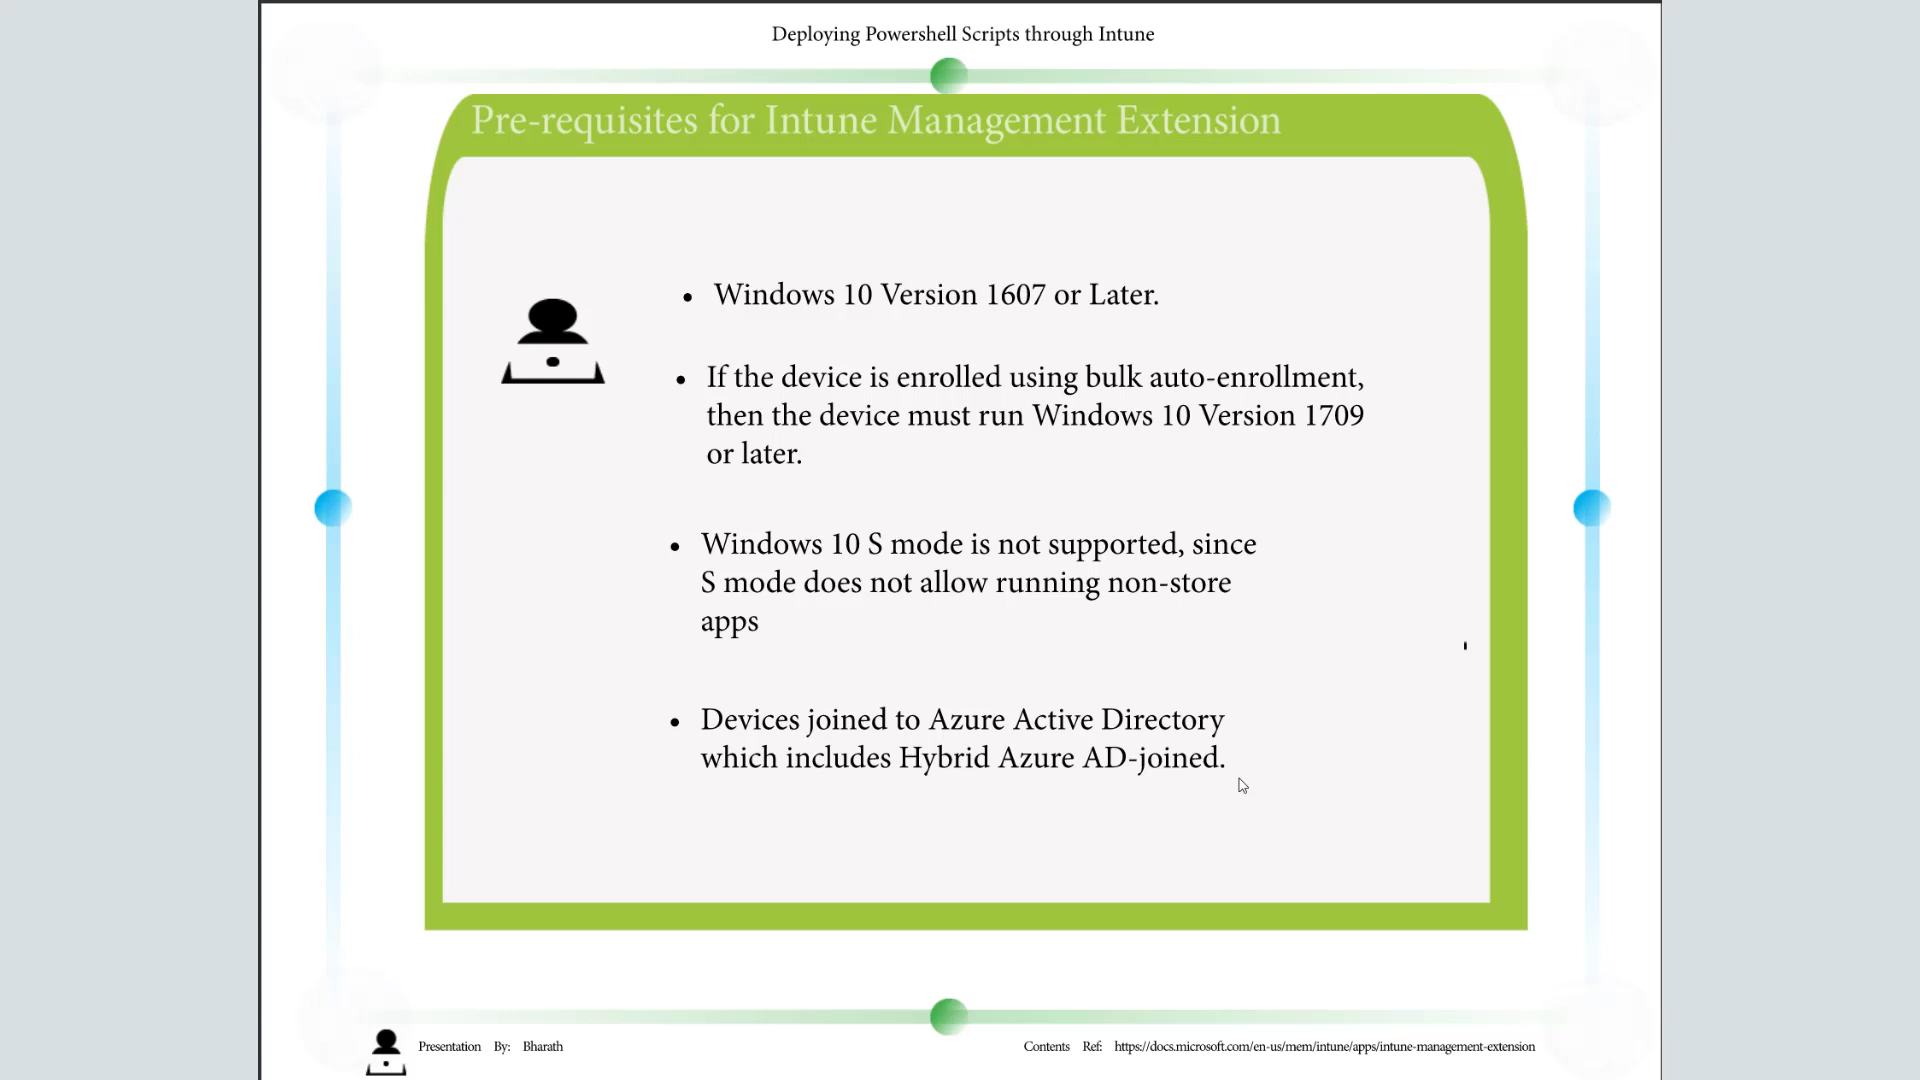 Deploying Powershell Scripts through Intune
Pre-requisites for Intune Management Extension
• Windows 10 Version 1607 or Later.
• If the device is enrolled using bulk auto-enrollment,
then the device must run Windows 10 Version 1709
or later.
• Windows 10 S mode is not supported, since
S mode does not allow running non-store
apps
• Devices joined to Azure Active Directory
which includes Hybrid Azure AD-joined.
Presentation By: Bharath
Contents Ref: https://docs.microsoft.com/en-us/mem/intune/apps/intune-management-extension